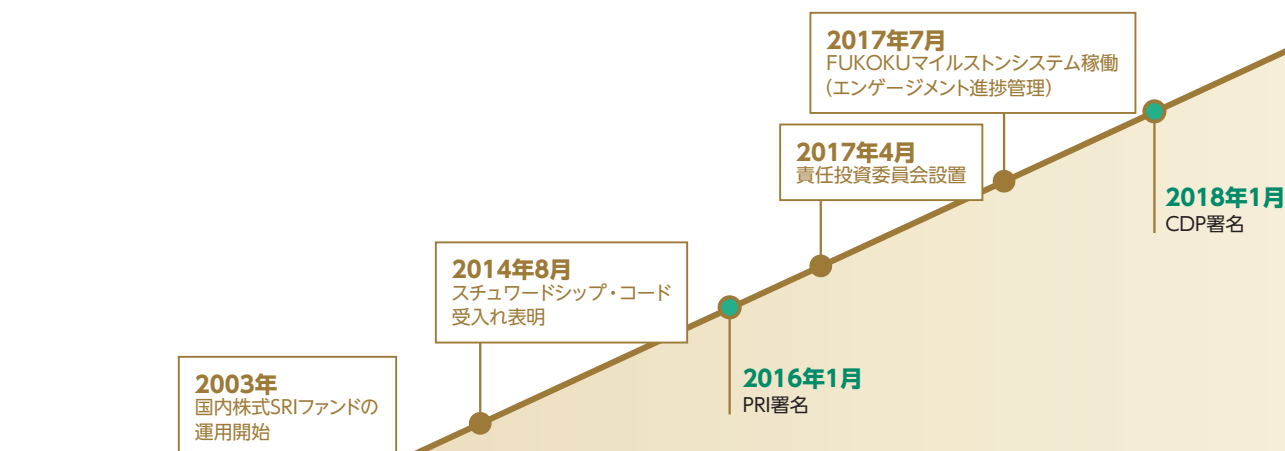 2017年7月
FUKOKUマイルストンシステム稼働
(エンゲージメント進捗管理)
2017年4月
責任投資委員会設置
2018年1月
CDP署名
2014年8月
スチュワードシップ・コード
受入れ表明
2016年1月
PRI署名
2003年
国内株式SRIファンドの
運用開始